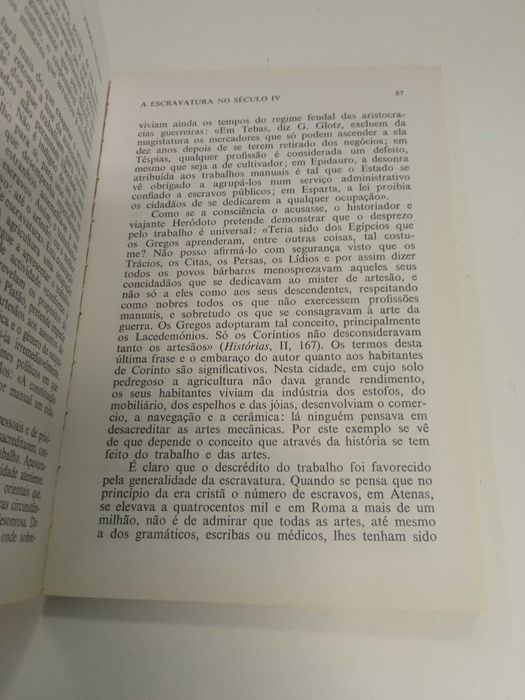 A ESCRAVATURA NO SÉCULO IV 87
viviam ainda os tempos do regime feudal das aristocra-
cias guerreiras: «Em Tebas, diz G. Glotz, excluem da
magistatura os mercadores que só podem ascender a ela
dez anos depois de se terem retirado dos negócios; em
Téspias, qualquer profissão é considerada um defeito,
mesmo que seja a de cultivador; em Epidauro, a desonra
atribuída aos trabalhos manuais é tal que o Estado se
vê obrigado a agrupá-los num serviço administrativo
confiado a escravos públicos; em Esparta, a lei proibia
os cidadãos de se dedicarem a qualquer ocupação».
Como se a consciência o acusasse, o historiador e
viajante Heródoto pretende demonstrar que o desprezo
pelo trabalho é universal: «Teria sido dos Egípcios que
os Gregos aprenderam, entre outras coisas, tal costu-
me? Não posso afirmá-lo com segurança visto que os
Trácios, os Citas, os Persas, os Lídios e por assim dizer
todos os povos bárbaros menosprezavam aqueles seus
concidadãos que se dedicavam ao mister de artesão, e
não só a eles como aos seus descendentes, respeitando
como nobres todos os que não exercessem profissões
manuais, e sobretudo os que se consagravam à arte da
guerra. Os Gregos adoptaram tal conceito, principalmente
os Lacedemónios. Só os Coríntios não desconsideravam
tanto os artesãos» (Histórias, II, 167). Os termos desta
última frase e o embaraço do autor quanto aos habitantes
de Corinto são significativos. Nesta cidade, em cujo solo
pedregoso a agricultura não dava grande rendimento,
os seus habitantes viviam da indústria dos estofos, do
mobiliário, dos espelhos e das jóias, desenvolviam o comer-
cio, a navegação e a cerâmica: lá ninguém pensava em
desacreditar as artes mecânicas. Por este exemplo se vê
de que depende o conceito que através da história se tem
feito do trabalho e das artes.
É claro que o descrédito do trabalho foi favorecido
pela generalidade da escravatura. Quando se pensa que no
princípio da era cristã o número de escravos, em Atenas,
se elevava a quatrocentos mil e em Roma a mais de um
milhão, não é de admirar que todas as artes, até mesmo
a dos gramáticos, escribas ou médicos, lhes tenham sido